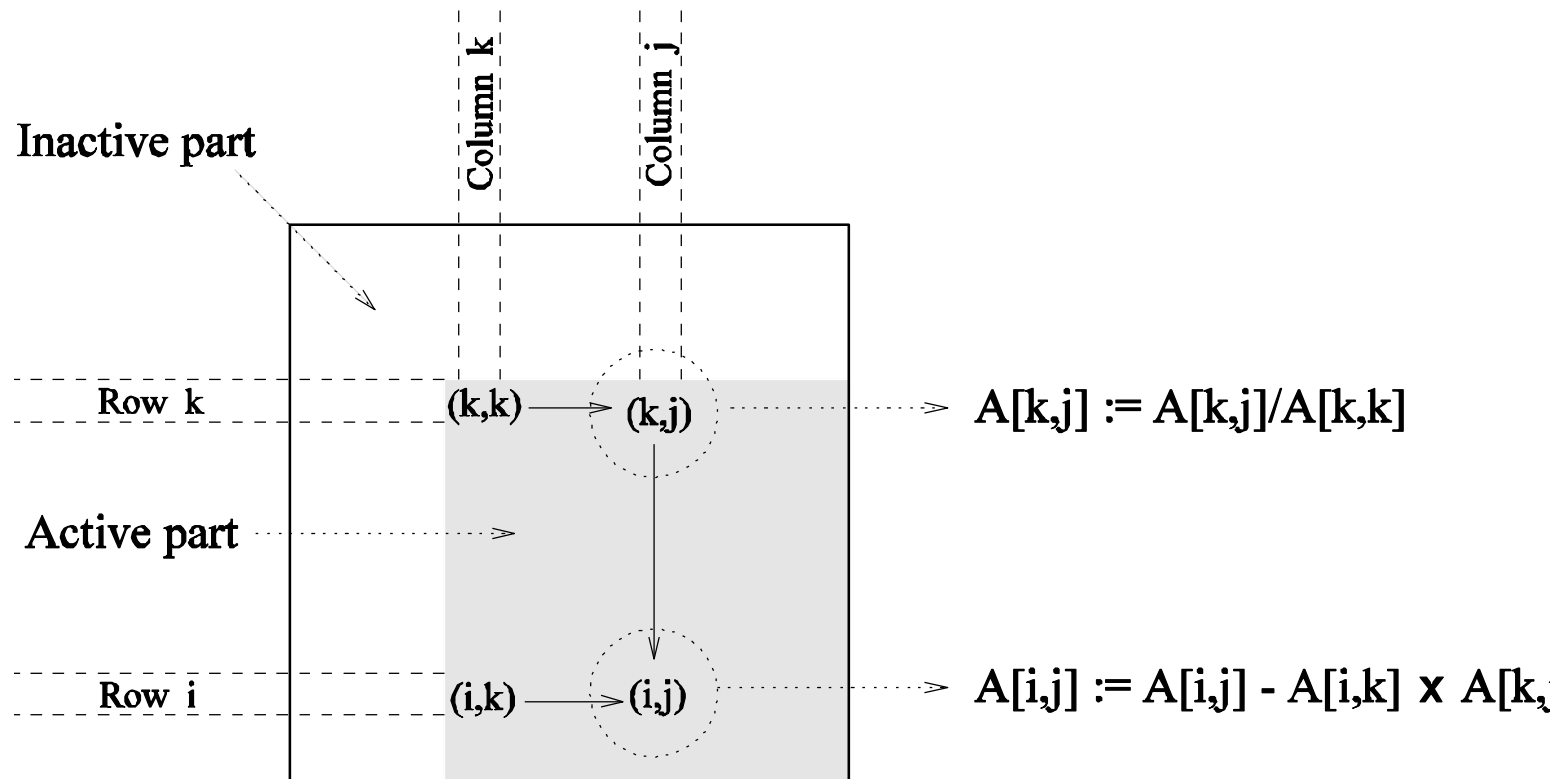 Column k
Column j
Inactive part
Row k
(k,k)
(k,j)
A[k,j] := A[k,j]/A[k,k]
Active part
Row i
(i,k)
(i,j)
A[i,j] := A[i,j] - A[i,k] x A[k,j